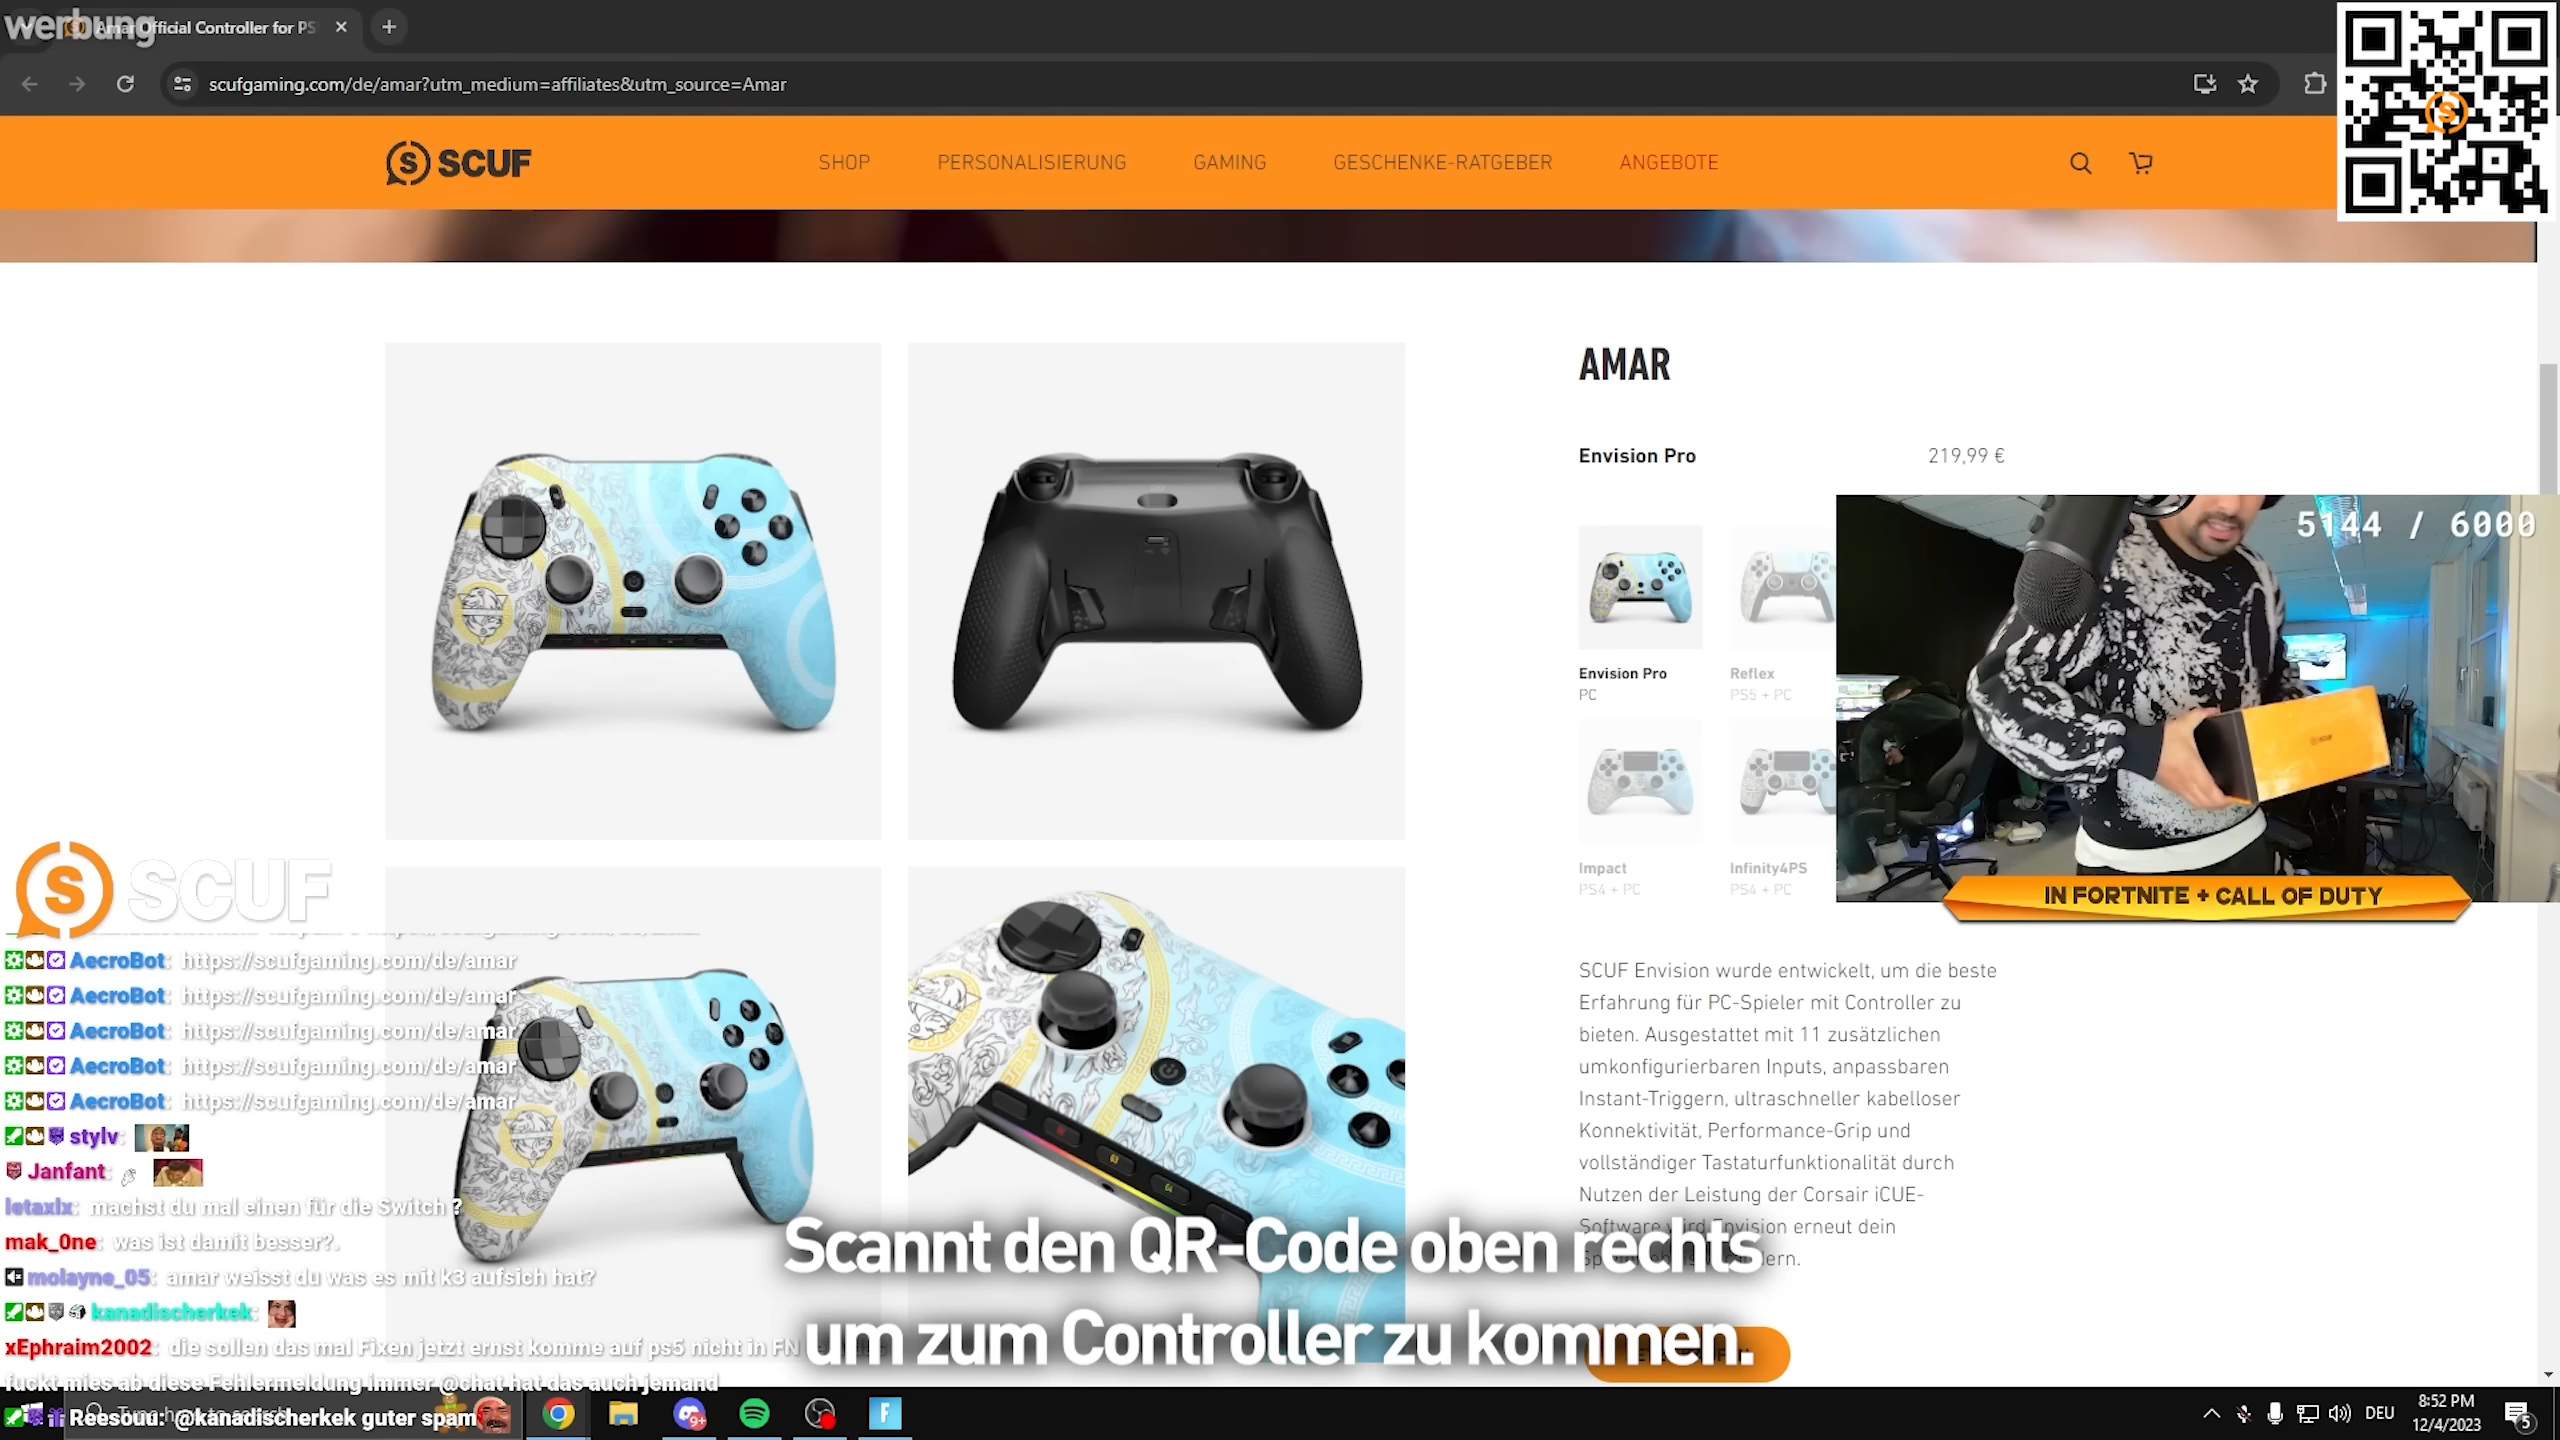 werbung
Amar Official Controller for PS
scufgaming.com/de/amar?utm_medium=affiliates&utm_source=Amar
SCUF
SHOP
PERSONALISIERUNG
GAMING
GESCHENKE-RATGEBER
ANGEBOTE
AMAR
Envision Pro
219,99 €
Envision Pro
PC
Reflex
PS5 + PC
Impact
PS4 + PC
Infinity4PS
PS4 + PC
5144 / 6000
SCUF
IN FORTNITE + CALL OF DUTY
SCUF Envision wurde entwickelt, um die beste
Erfahrung für PC-Spieler mit Controller zu
bieten. Ausgestattet mit 11 zusätzlichen
umkonfigurierbaren Inputs, anpassbaren
Instant-Triggern, ultraschneller kabelloser
Konnektivität, Performance-Grip und
vollständiger Tastaturfunktionalität durch
Nutzen der Leistung der Corsair iCUE-
Software wird Envision erneut dein
SCUF
AecroBot: https://scufgaming.com/de/amar
AecroBot: https://scufgaming.com/de/amar
AecroBot: https://scufgaming.com/de/amar
AecroBot: https://scufgaming.com/de/amar
AecroBot: https://scufgaming.com/de/amar
stylv:
Janfant:
letaxlx: machst du mal einen für die Switch ?
mak_0ne: was ist damit besser?.
molayne_05: amar weisst du was es mit k3 aufsich hat?
kanadischerkek:
xEphraim2002: die sollen das mal Fixen jetzt ernst komme auf ps5 nicht in FN
fuckt mies ab diese Fehlermeldung immer @chat hat das auch jemand
Reesouu: @kanadischerkek guter spam
Scannt den QR-Code oben rechts
um zum Controller zu kommen.
DEU
8:52 PM
12/4/2023
5